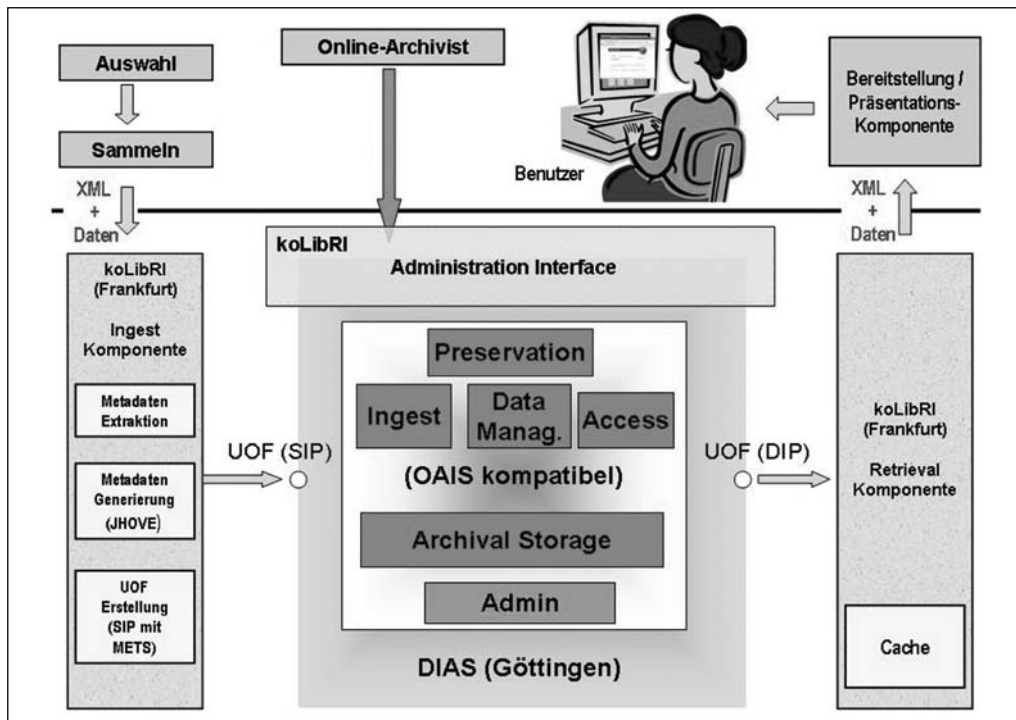 Auswahl
Sammeln
XML
+
Daten
koLibRI
(Frankfurt)
Ingest
Komponente
Metadaten
Extraktion
Metadaten
Generierung
(JHOVE)
UOF
Erstellung
(SIP mit
METS)
UOF (SIP)
Online-Archivist
koLibRI
Administration Interface
Preservation
Ingest
Data
Manag.
Access
(OAIS kompatibel)
Archival Storage
Admin
DIAS (Göttingen)
Benutzer
UOF (DIP)
Bereitstellung /
Präsentations-
Komponente
XML
+
Daten
koLibRI
(Frankfurt)
Retrieval
Komponente
Cache